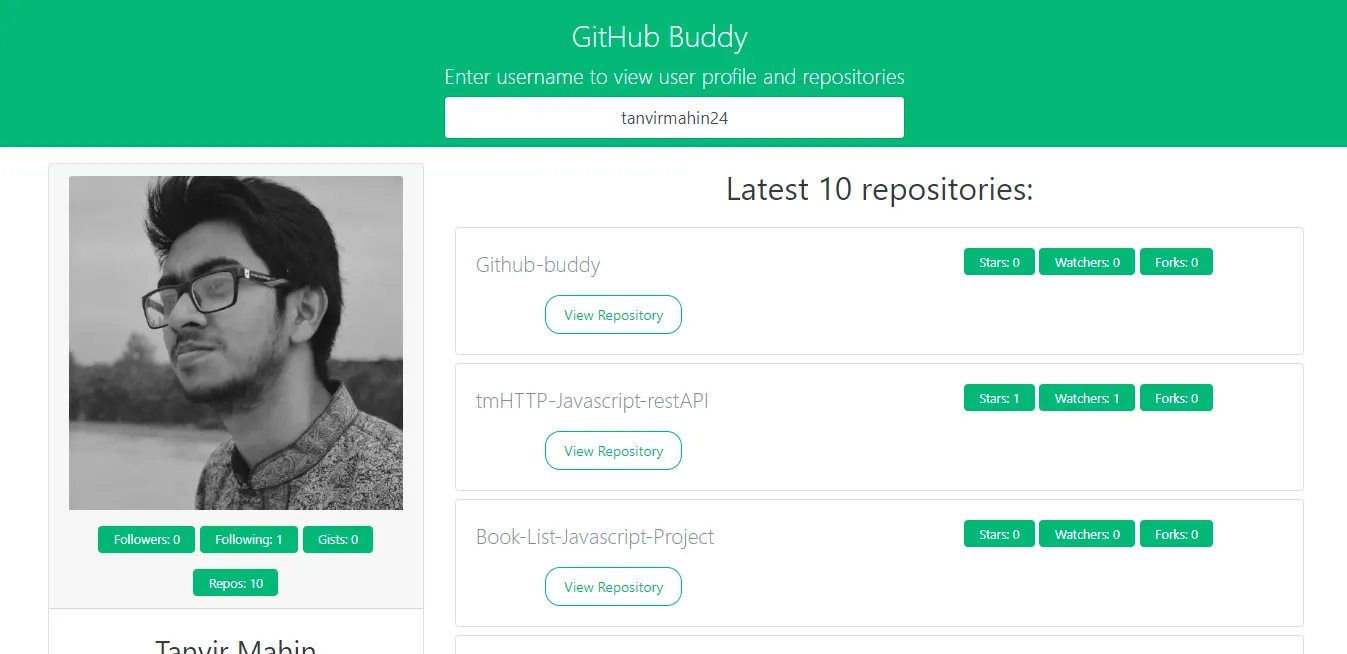 GitHub Buddy
Enter username to view user profile and repositories
tanvirmahin24
Followers: 0 Following: 1 Gists: 0
Repos: 10
Tanvir Mahin
Latest 10 repositories:
Github-buddy
Stars: 0 Watchers: 0 Forks: 0
View Repository
tmHTTP-Javascript-restAPI
Stars: 1 Watchers: 1 Forks: 0
View Repository
Book-List-Javascript-Project
Stars: 0 Watchers: 0 Forks: 0
View Repository